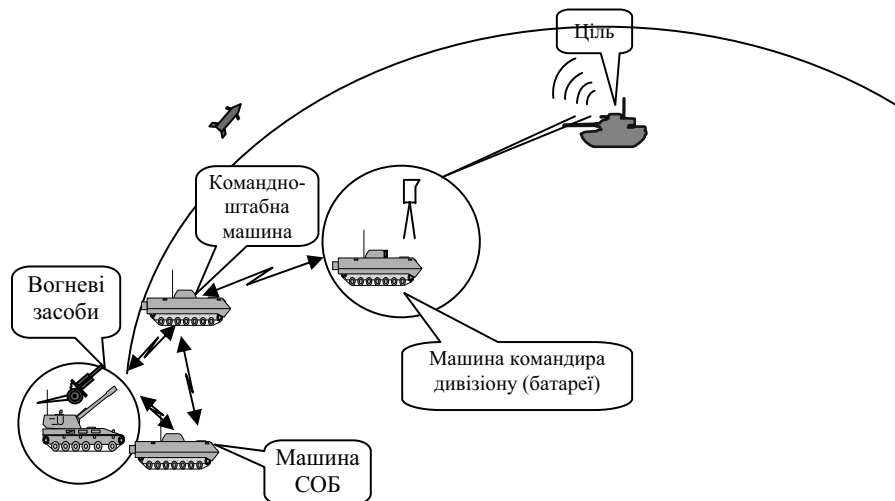 Ціль
Командно-
штабна
машина
Вогневі
засоби
Машина командира
дивізіону (батареї)
Машина
СОБ